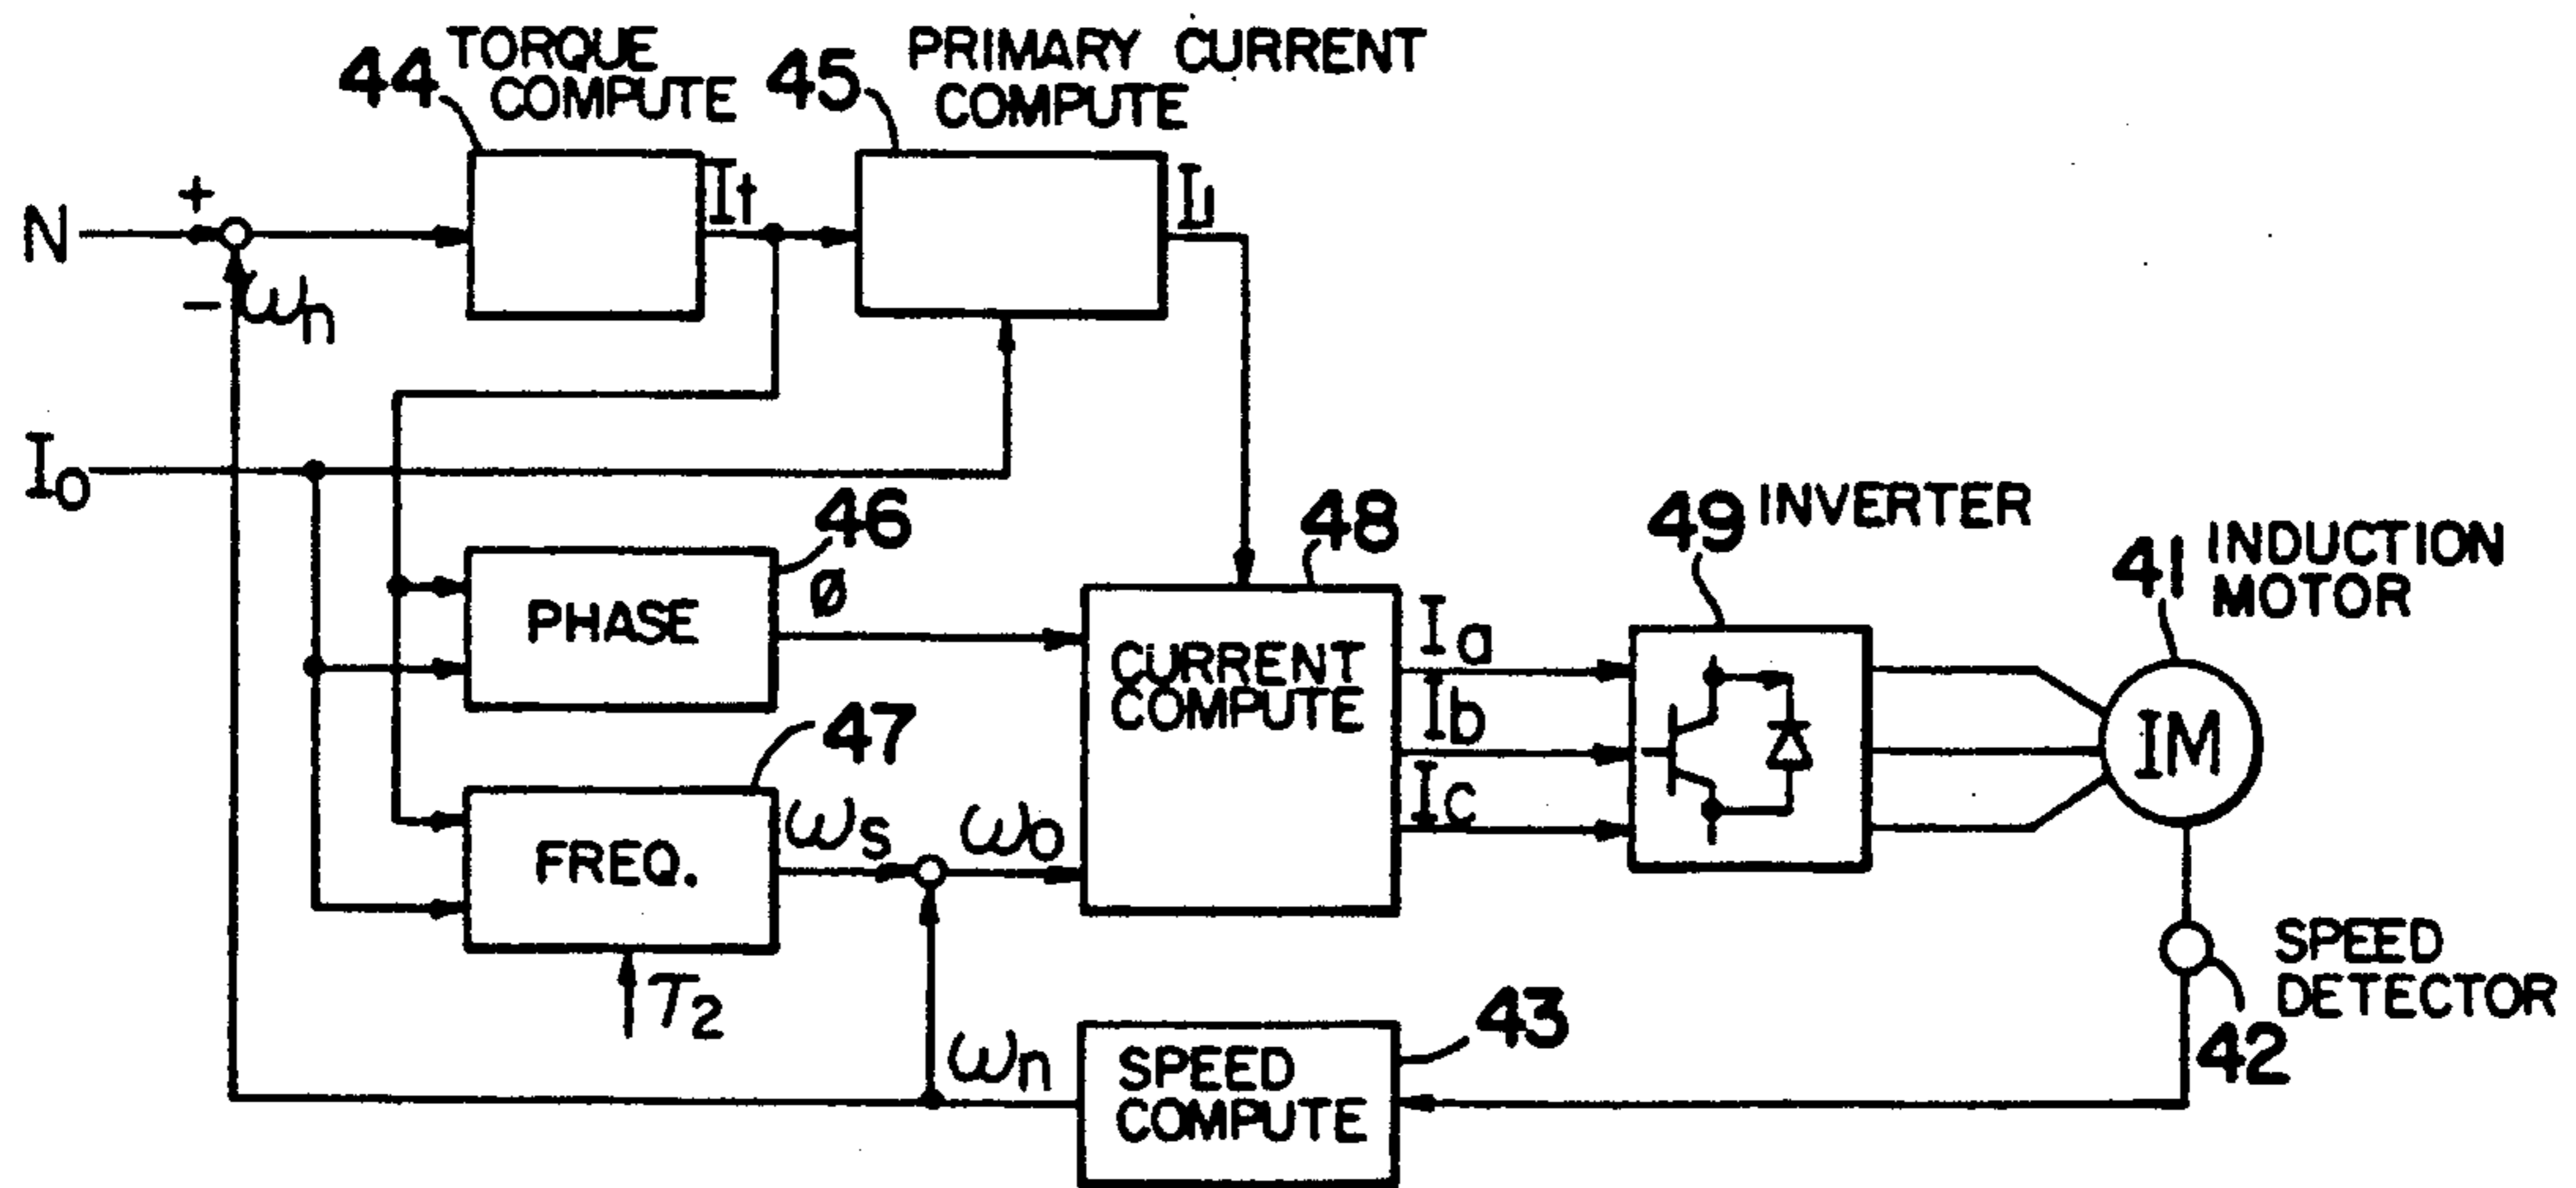 44 TORQUE COMPUTE
45 PRIMARY CURRENT COMPUTE
It
I1
N
+
-
ωn
I0
46
ø
PHASE
48
CURRENT COMPUTE
49 INVERTER
41 INDUCTION MOTOR
IM
Ia
Ib
Ic
47
FREQ.
ωs
ωo
τ2
ωn
43
SPEED COMPUTE
SPEED DETECTOR
42